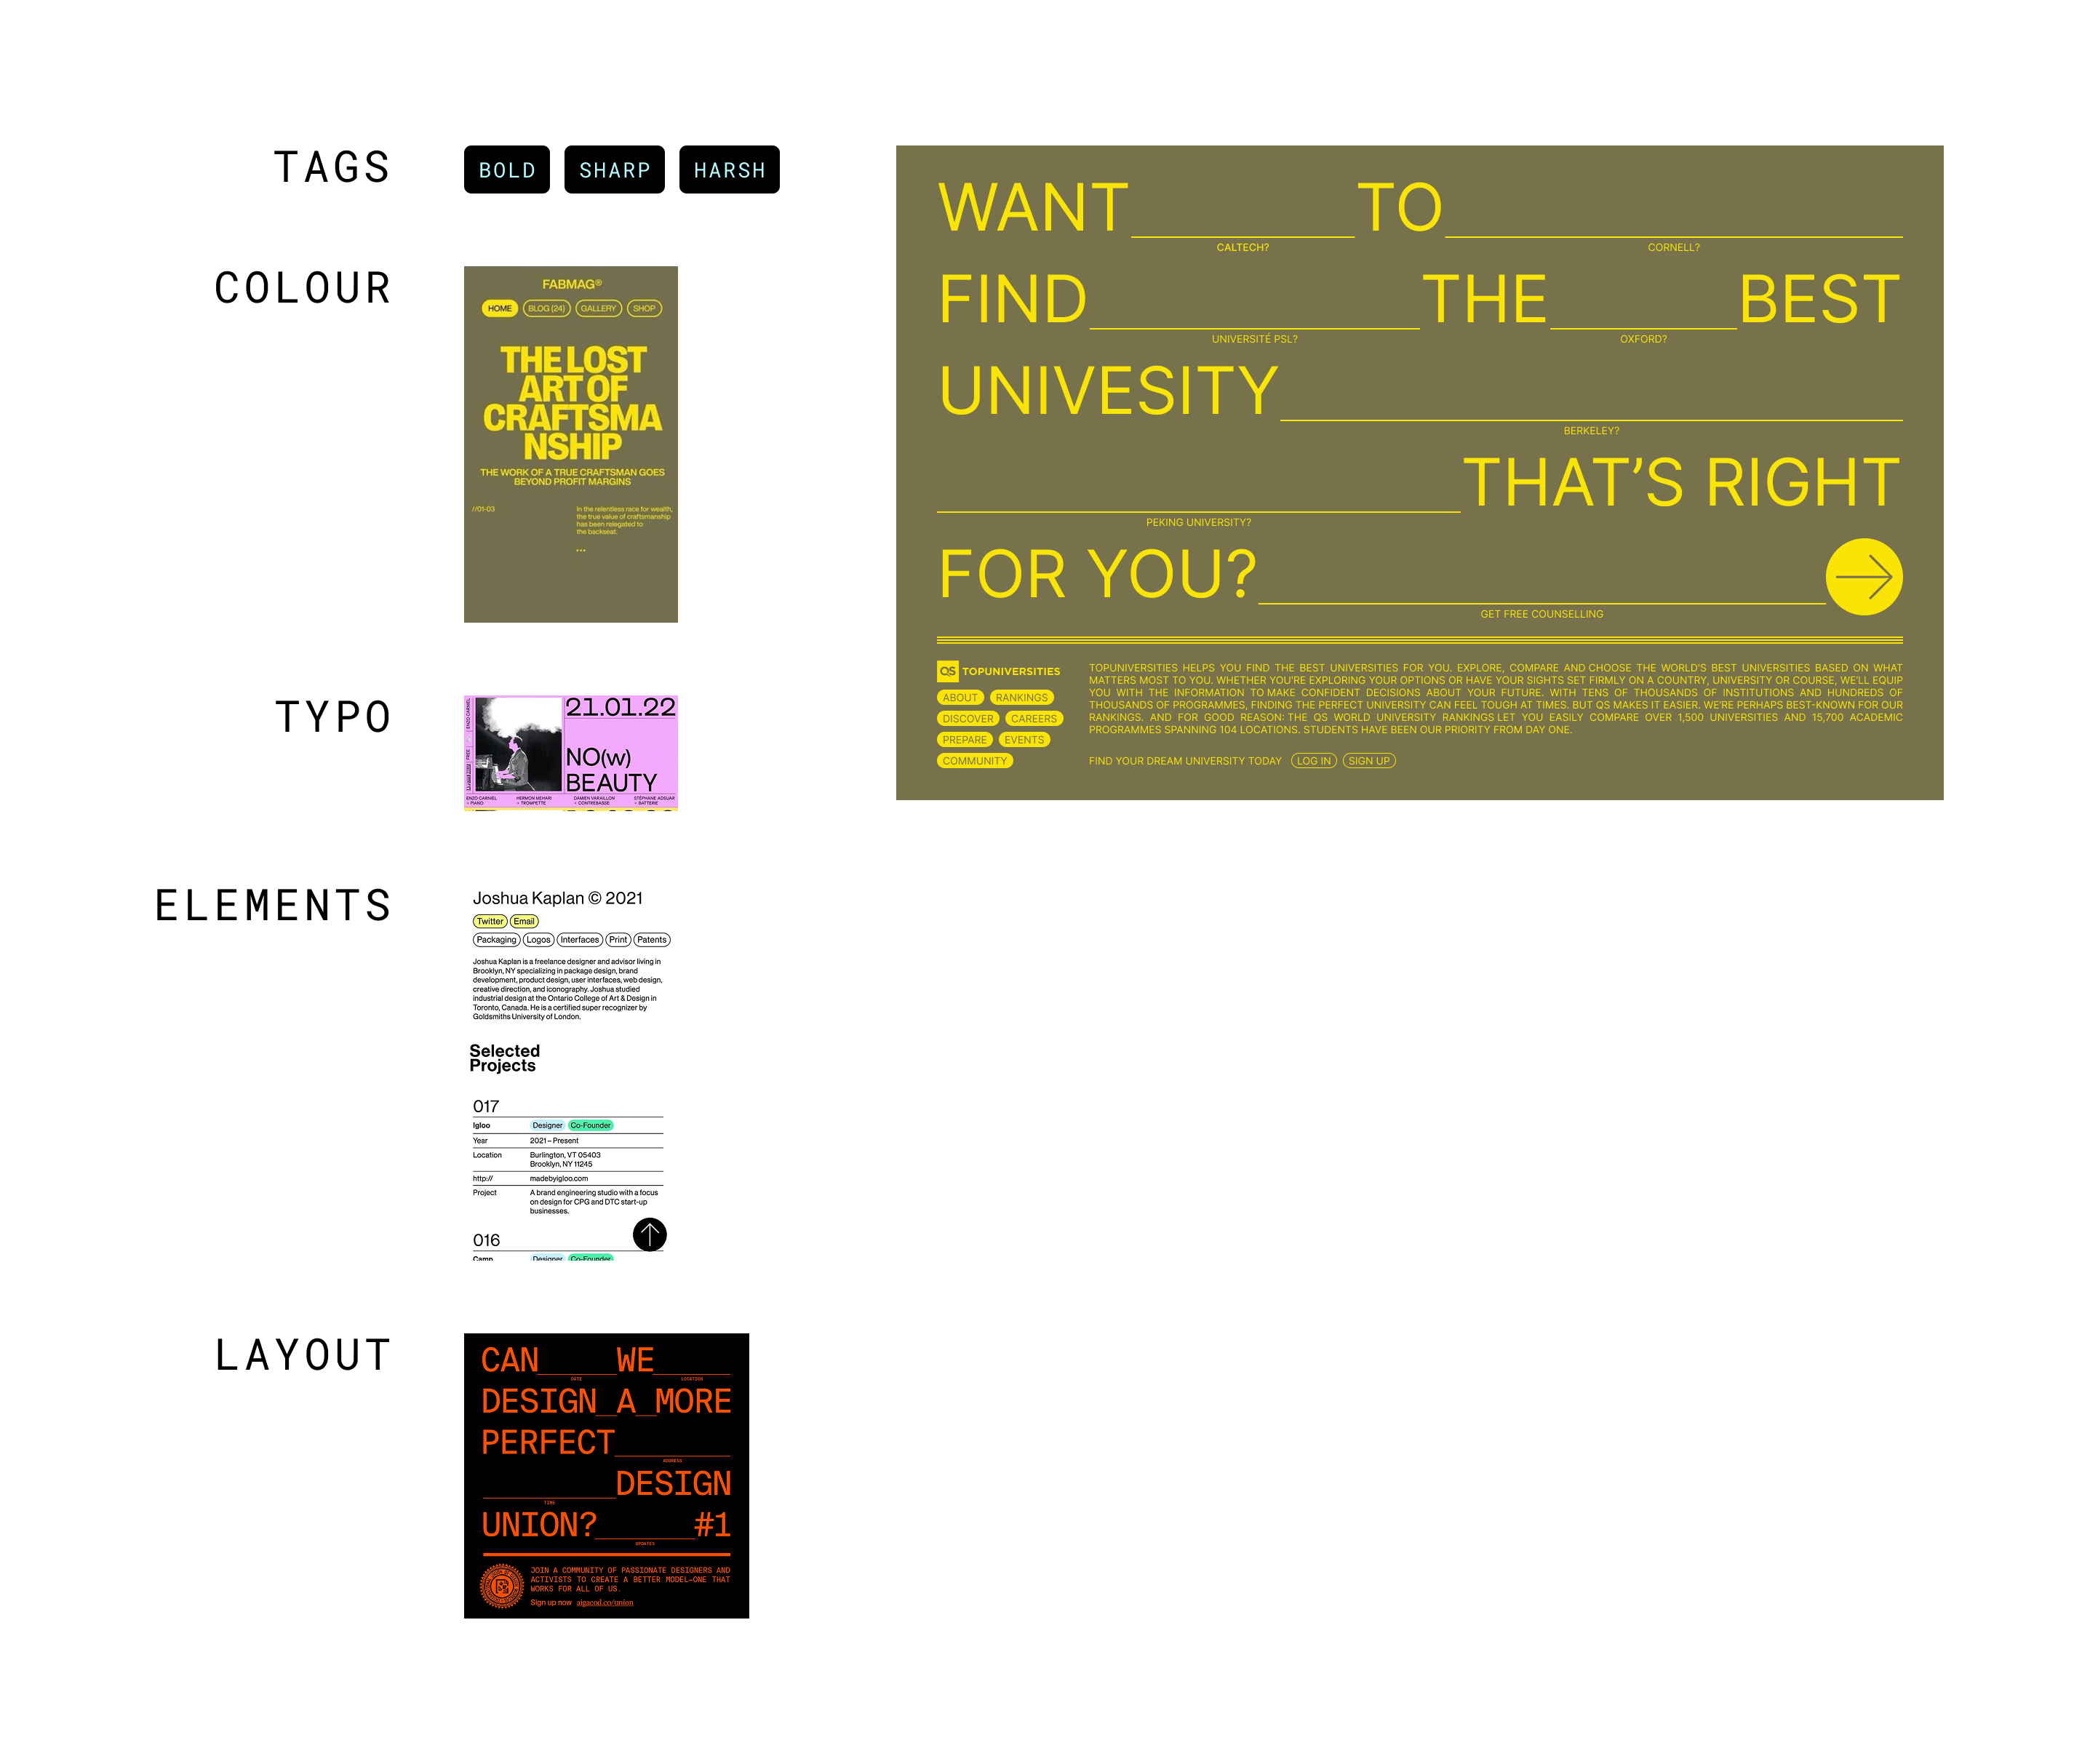 TAGS
BOLD SHARP HARSH
COLOUR
FABMAG®
HOME BLOG (24) GALLERY SHOP
THE LOST
ART OF
CRAFTSMA
NSHIP
THE WORK OF A TRUE CRAFTSMAN GOES
BEYOND PROFIT MARGINS
//01-03
In the relentless race for wealth,
the true value of craftsmanship
has been relegated to
the backseat.
...
TYPO
ENZO CARNIEL
FREE
21.01.22
NO(w)
BEAUTY
ENZO CARNIEL
– PIANO
HERMON MEHARI
– TROMPETTE
DAMIEN VARAILLON
– CONTREBASSE
STÉPHANE ADSUAR
– BATTERIE
ELEMENTS
Joshua Kaplan © 2021
Twitter Email
Packaging Logos Interfaces Print Patents
Joshua Kaplan is a freelance designer and advisor living in
Brooklyn, NY specializing in package design, brand
development, product design, user interfaces, web design,
creative direction, and iconography. Joshua studied
industrial design at the Ontario College of Art & Design in
Toronto, Canada. He is a certified super recognizer by
Goldsmiths University of London.
Selected
Projects
017
Igloo Designer Co-Founder
Year 2021 – Present
Location Burlington, VT 05403
Brooklyn, NY 11245
http:// madebyigloo.com
Project A brand engineering studio with a focus
on design for CPG and DTC start-up
businesses.
016
Camp Designer Co-Founder
LAYOUT
CAN WE
DATE LOCATION
DESIGN A MORE
PERFECT
ADDRESS
DESIGN
TIME
UNION? #1
UPDATES
JOIN A COMMUNITY OF PASSIONATE DESIGNERS AND
ACTIVISTS TO CREATE A BETTER MODEL—ONE THAT
WORKS FOR ALL OF US.
Sign up now aigaeod.co/union
WANT TO
CALTECH? CORNELL?
FIND THE BEST
UNIVERSITÉ PSL? OXFORD?
UNIVESITY
BERKELEY?
THAT’S RIGHT
PEKING UNIVERSITY?
FOR YOU?
GET FREE COUNSELLING
QS TOPUNIVERSITIES
ABOUT RANKINGS
DISCOVER CAREERS
PREPARE EVENTS
COMMUNITY
TOPUNIVERSITIES HELPS YOU FIND THE BEST UNIVERSITIES FOR YOU. EXPLORE, COMPARE AND CHOOSE THE WORLD'S BEST UNIVERSITIES BASED ON WHAT
MATTERS MOST TO YOU. WHETHER YOU'RE EXPLORING YOUR OPTIONS OR HAVE YOUR SIGHTS SET FIRMLY ON A COUNTRY, UNIVERSITY OR COURSE, WE'LL EQUIP
YOU WITH THE INFORMATION TO MAKE CONFIDENT DECISIONS ABOUT YOUR FUTURE. WITH TENS OF THOUSANDS OF INSTITUTIONS AND HUNDREDS OF
THOUSANDS OF PROGRAMMES, FINDING THE PERFECT UNIVERSITY CAN FEEL TOUGH AT TIMES. BUT QS MAKES IT EASIER. WE'RE PERHAPS BEST-KNOWN FOR OUR
RANKINGS. AND FOR GOOD REASON: THE QS WORLD UNIVERSITY RANKINGS LET YOU EASILY COMPARE OVER 1,500 UNIVERSITIES AND 15,700 ACADEMIC
PROGRAMMES SPANNING 104 LOCATIONS. STUDENTS HAVE BEEN OUR PRIORITY FROM DAY ONE.
FIND YOUR DREAM UNIVERSITY TODAY LOG IN SIGN UP